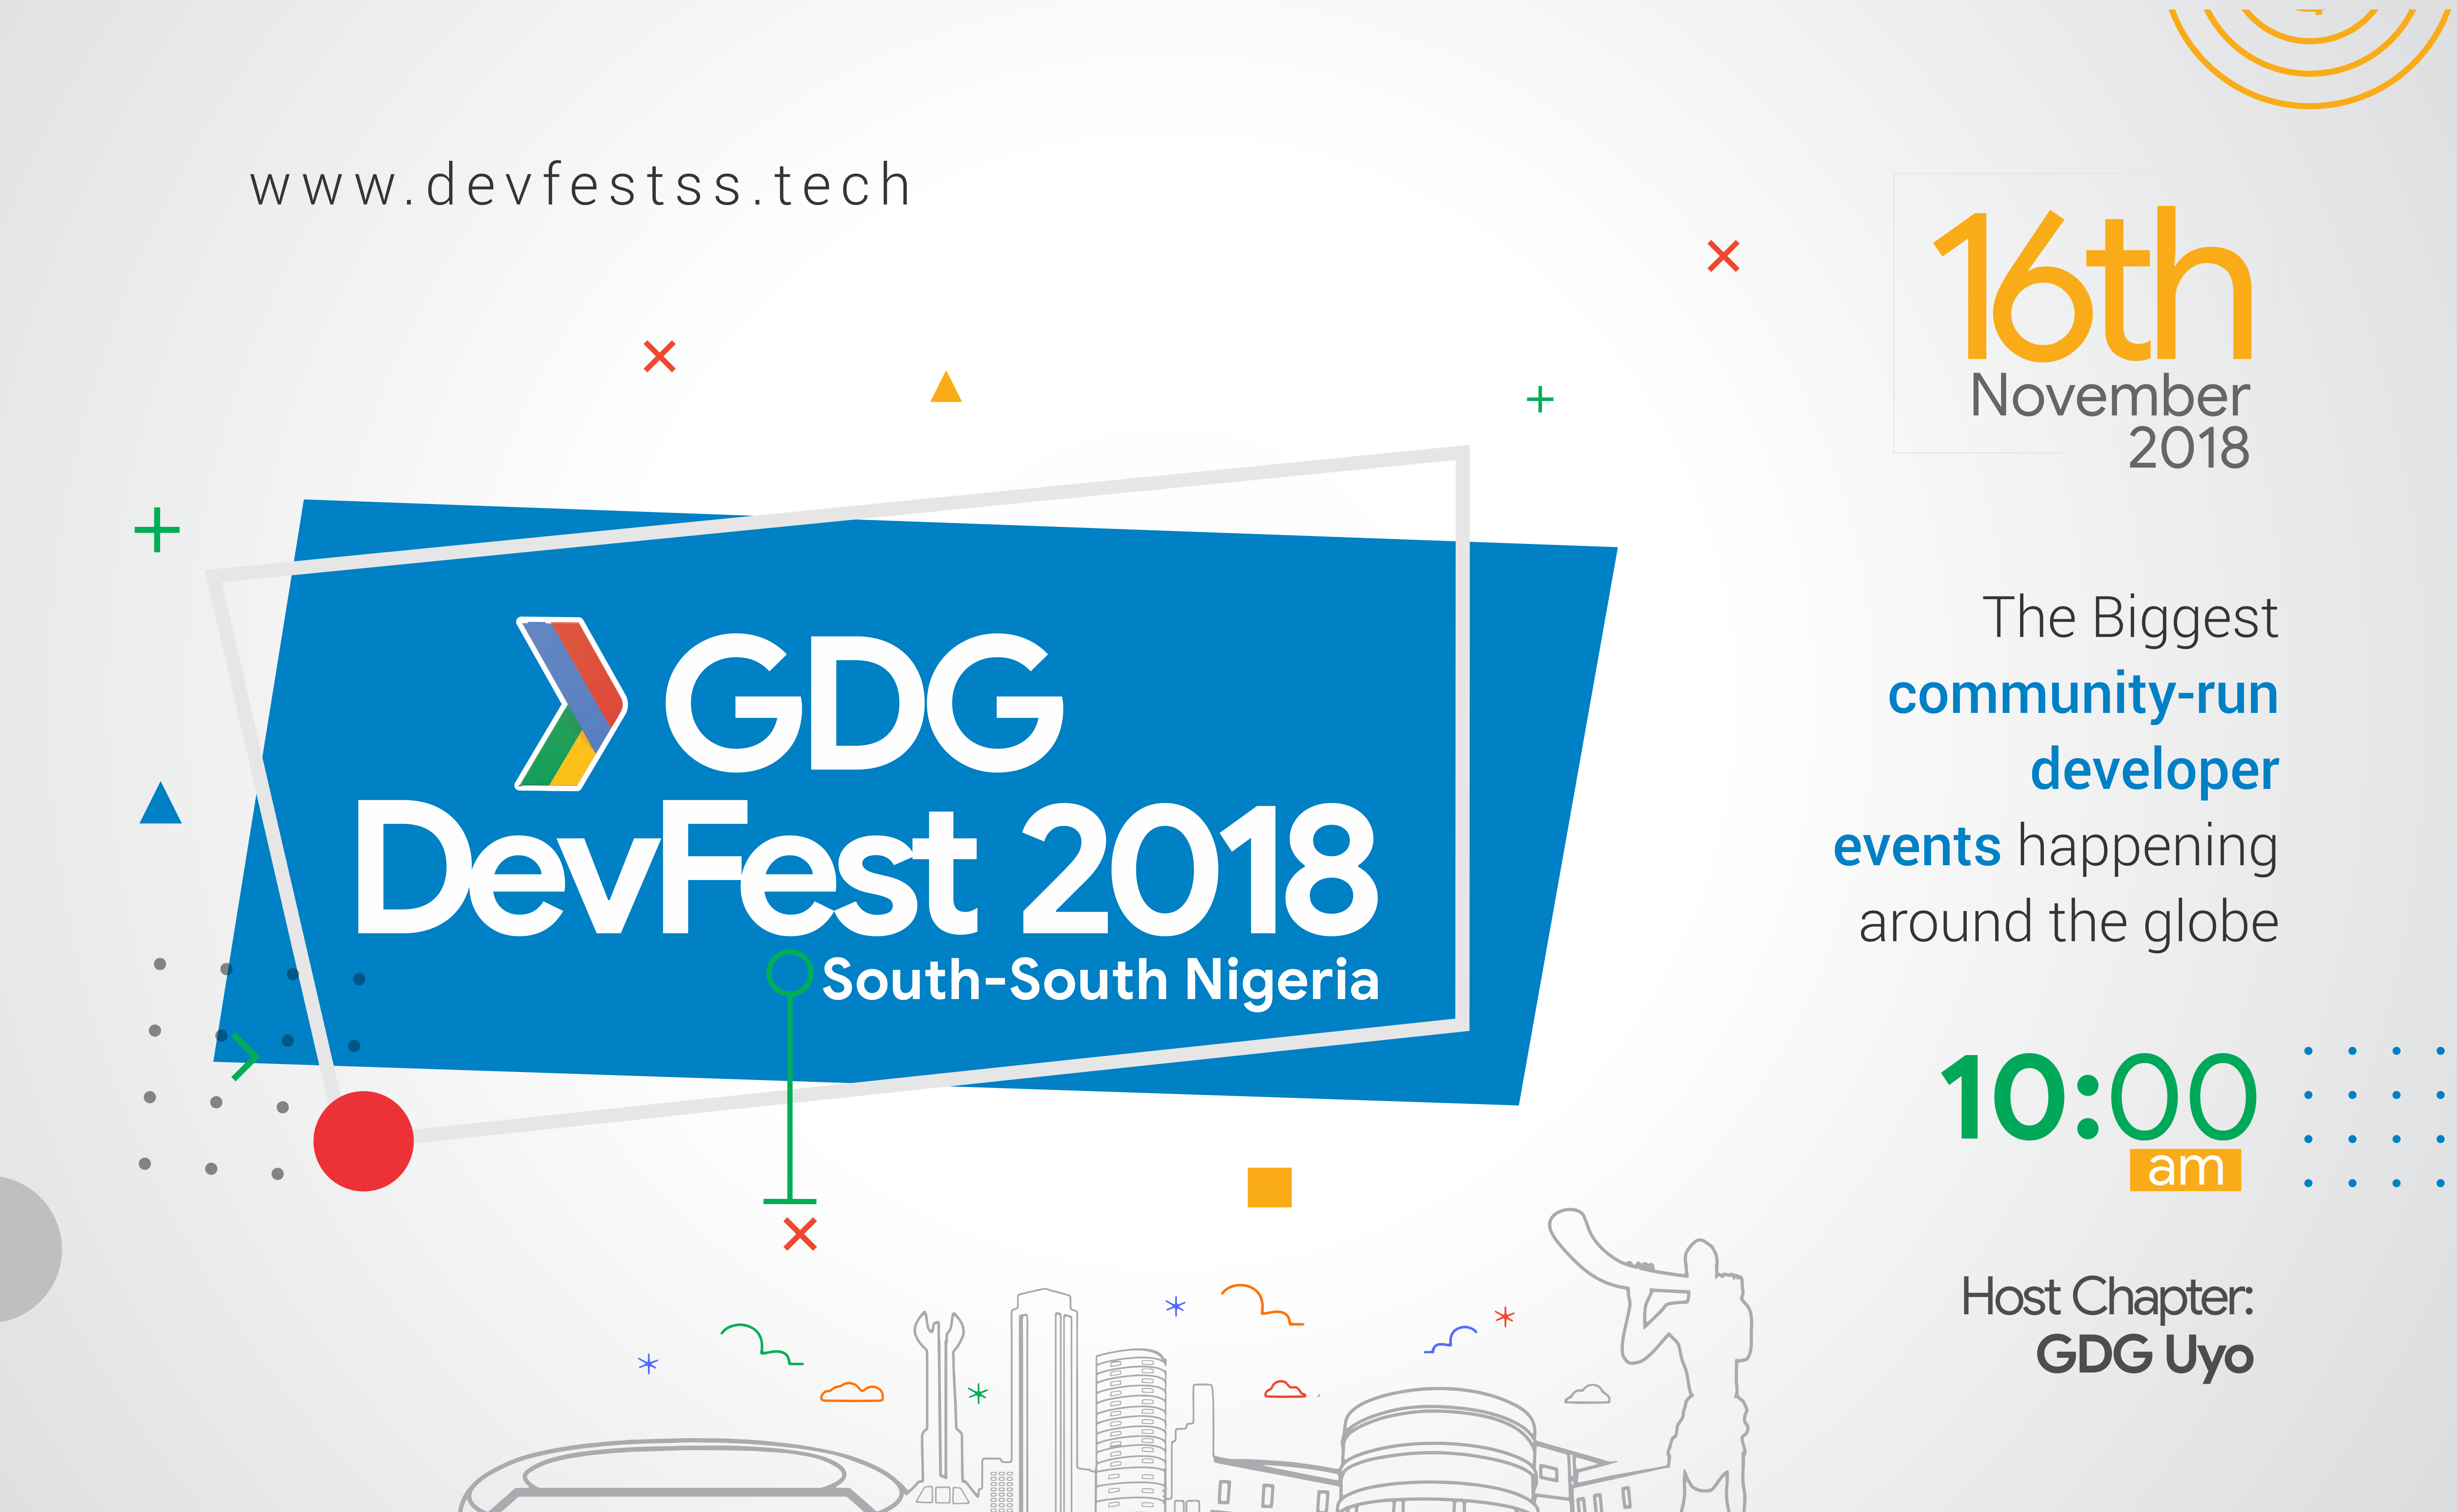 www.devfestss.tech
16th
November
2018
GDG
DevFest 2018
South-South Nigeria
The Biggest
community-run
developer
events happening
around the globe
10:00
am
Host Chapter:
GDG Uyo